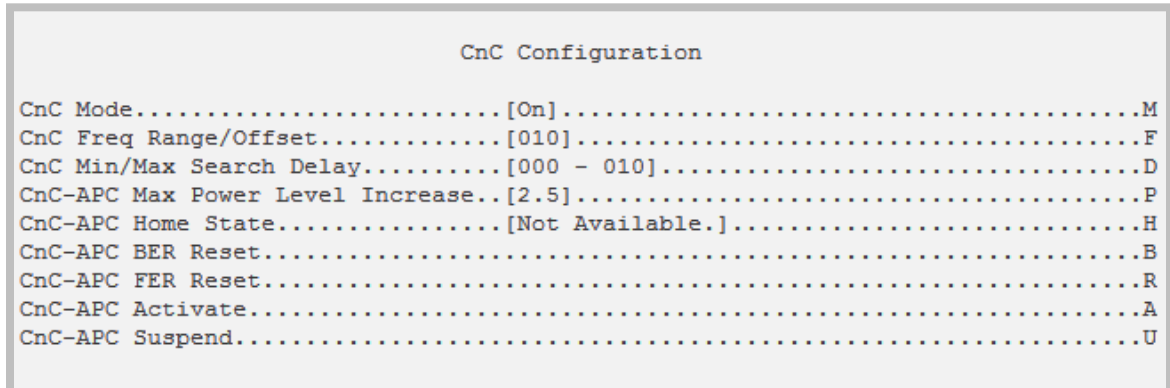 CnC Configuration
CnC Mode..........................[On].........................................M
CnC Freq Range/Offset.............[010]........................................F
CnC Min/Max Search Delay..........[000 - 010]..................................D
CnC-APC Max Power Level Increase..[2.5]........................................P
CnC-APC Home State................[Not Available.].............................H
CnC-APC BER Reset..............................................................B
CnC-APC FER Reset..............................................................R
CnC-APC Activate...............................................................A
CnC-APC Suspend................................................................U